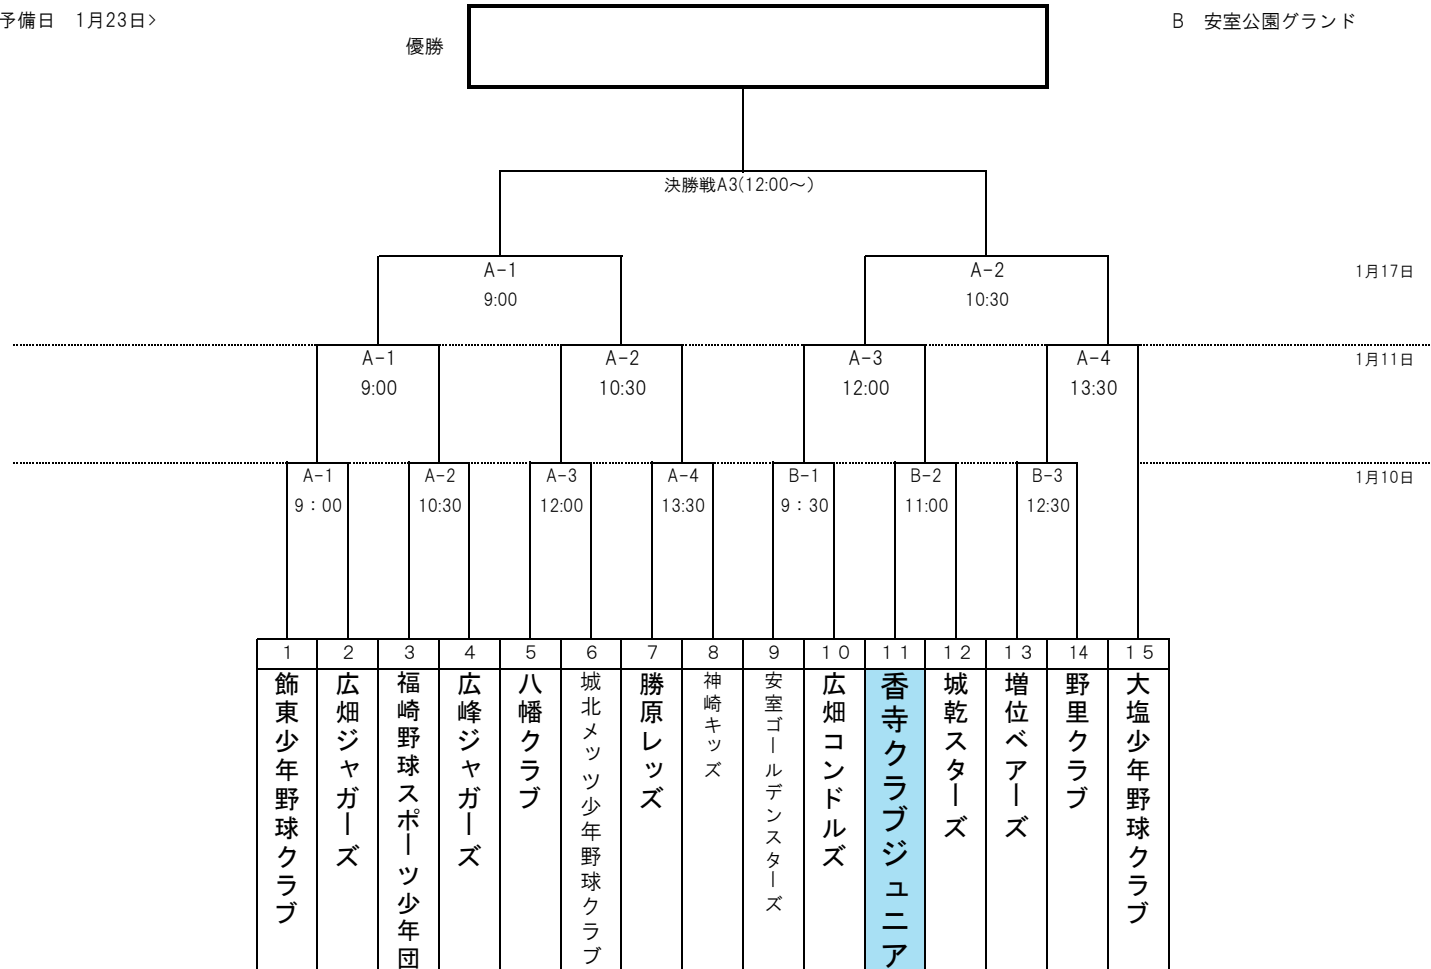 予備日　1月23日>
B　安室公園グランド
優勝
決勝戦A3(12:00～)
A-1
9:00
A-2
10:30
1月17日
A-1
9:00
A-2
10:30
A-3
12:00
A-4
13:30
1月11日
A-1
9：00
A-2
10:30
A-3
12:00
A-4
13:30
B-1
9：30
B-2
11:00
B-3
12:30
1月10日
1
2
3
4
5
6
7
8
9
10
11
12
13
14
15
飾東少年野球クラブ
広畑ジャガーズ
福崎野球スポーツ少年団
広峰ジャガーズ
八幡クラブ
城北メッツ少年野球クラブ
勝原レッズ
神崎キッズ
安室ゴールデンスターズ
広畑コンドルズ
香寺クラブジュニア
城乾スターズ
増位ベアーズ
野里クラブ
大塩少年野球クラブ